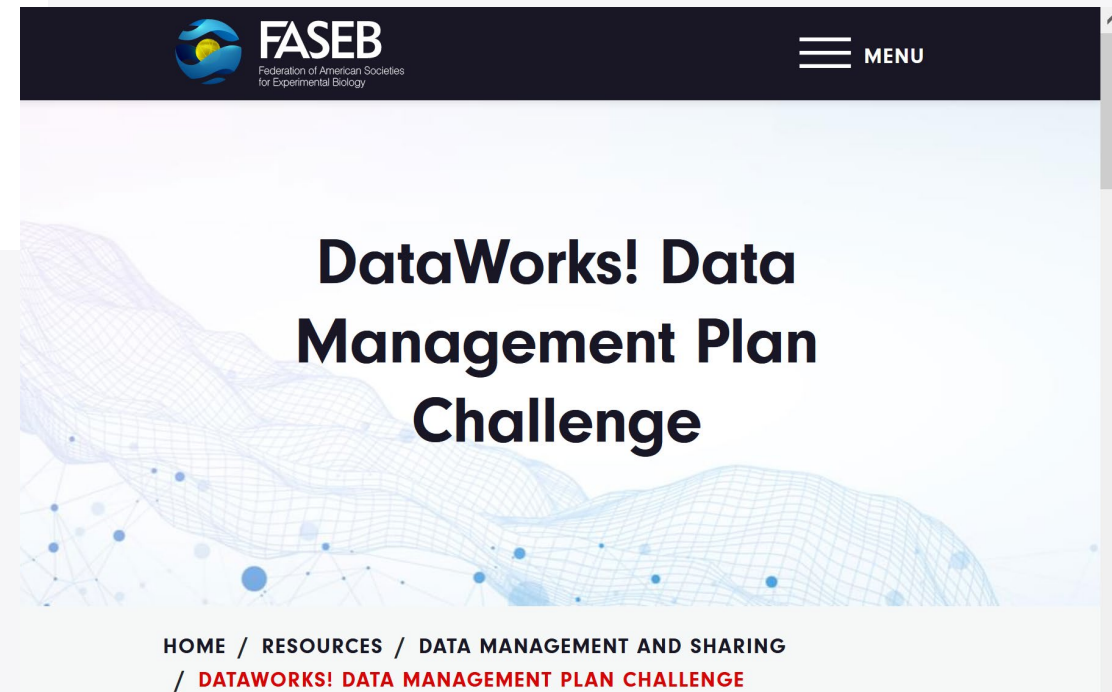 FASEB
Federation of American Societies
for Experimental Biology
MENU
DataWorks! Data
Management Plan
Challenge
HOME / RESOURCES / DATA MANAGEMENT AND SHARING
/ DATAWORKS! DATA MANAGEMENT PLAN CHALLENGE